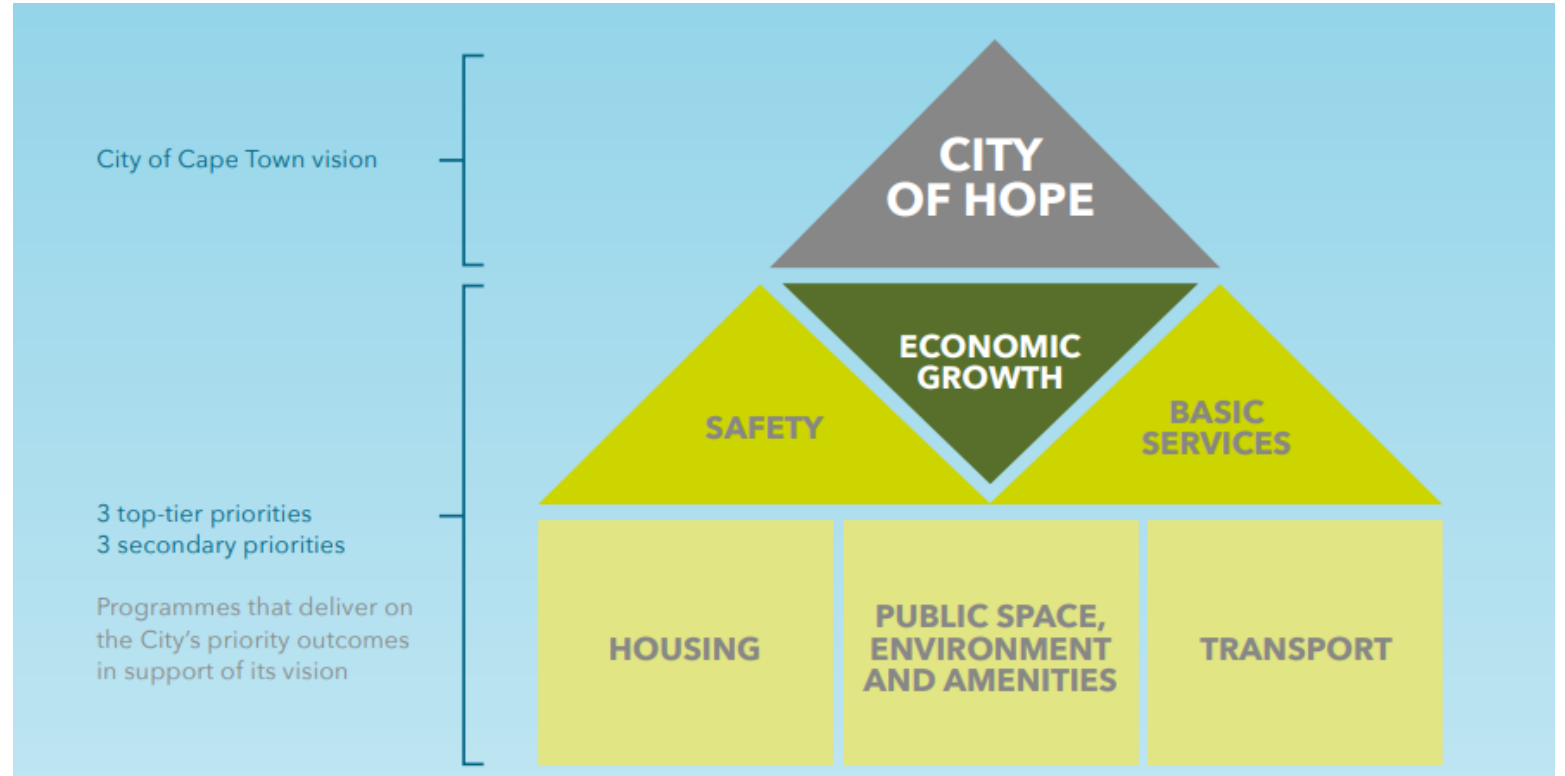 City of Cape Town vision
CITY
OF HOPE
ECONOMIC
GROWTH
SAFETY
BASIC
SERVICES
3 top-tier priorities
3 secondary priorities
Programmes that deliver on
the City's priority outcomes
in support of its vision
HOUSING
PUBLIC SPACE,
ENVIRONMENT
AND AMENITIES
TRANSPORT